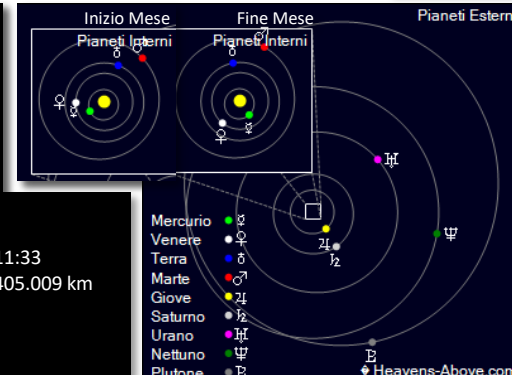 Inizio Mese
Fine Mese
Pianeti Esterni
Pianeti Interni
Pianeti Interni
11:33
405.009 km
Mercurio ☿
Venere ♀
Terra ♁
Marte ♂
Giove ♃
Saturno ♄
Urano ♅
Nettuno ♆
Plutone ♇
Heavens-Above.com